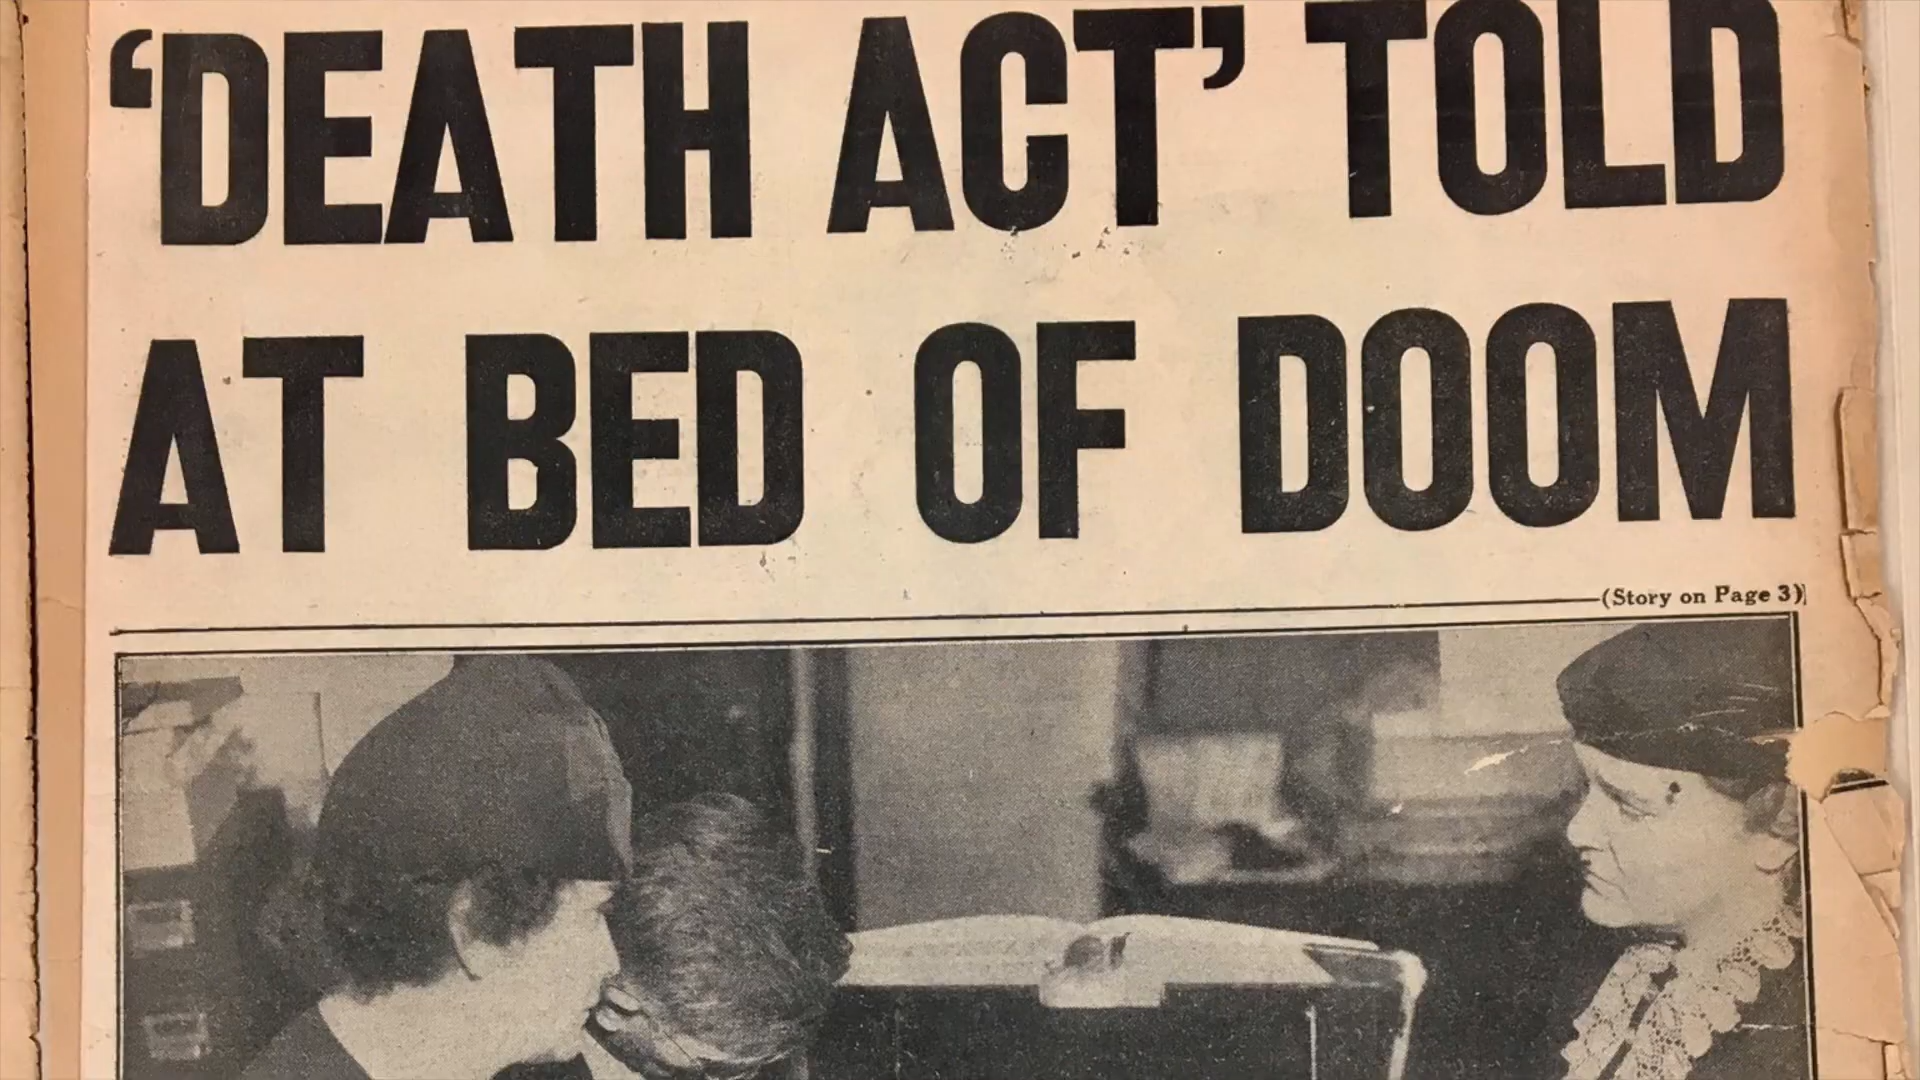 ‘DEATH ACT’ TOLD
AT BED OF DOOM
(Story on Page 3)